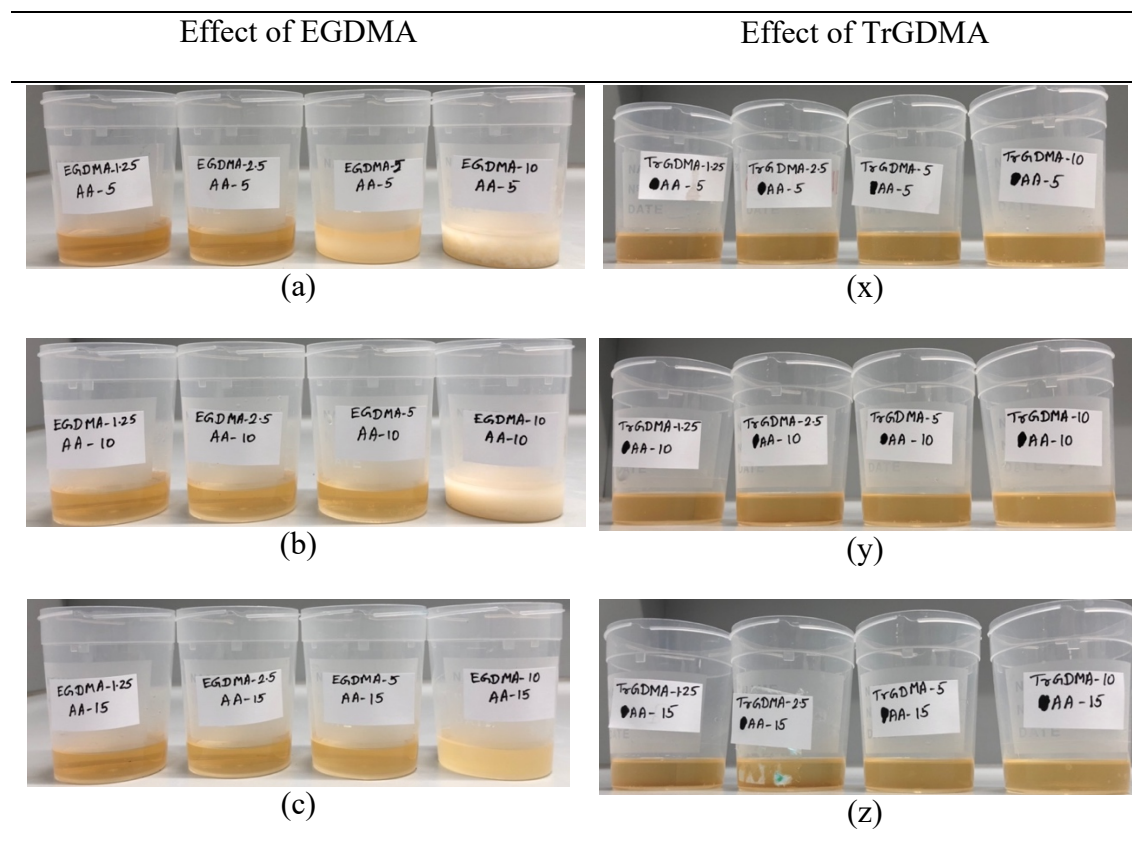 Effect of EGDMA
Effect of TrGDMA
EGDMA-1.25
AA-5
EGDMA-2.5
AA-5
EGDMA-5
AA-5
EGDMA-10
AA-5
(a)
TrGDMA-1.25
AA-5
TrGDMA-2.5
AA-5
TrGDMA-5
AA-5
TrGDMA-10
AA-5
DATE
(x)
EGDMA-1.25
AA-10
EGDMA-2.5
AA-10
EGDMA-5
AA-10
EGDMA-10
AA-10
(b)
TrGDMA-1.25
AA-10
TrGDMA-2.5
AA-10
TrGDMA-5
AA-10
TrGDMA-10
AA-10
(y)
EGDMA-1.25
AA-15
EGDMA-2.5
AA-15
EGDMA-5
AA-15
EGDMA-10
AA-15
(c)
TrGDMA-1.25
AA-15
TrGDMA-2.5
AA-15
TrGDMA-5
AA-15
TrGDMA-10
AA-15
(z)